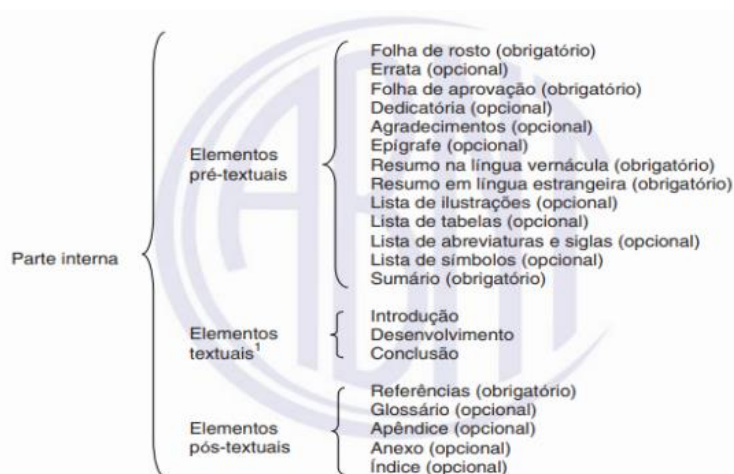 Folha de rosto (obrigatório)
Errata (opcional)
Folha de aprovação (obrigatório)
Dedicatória (opcional)
Agradecimentos (opcional)
Epígrafe (opcional)
Elementos pré-textuais
Resumo na língua vernácula (obrigatório)
Resumo em língua estrangeira (obrigatório)
Lista de ilustrações (opcional)
Lista de tabelas (opcional)
Lista de abreviaturas e siglas (opcional)
Lista de símbolos (opcional)
Sumário (obrigatório)
Parte interna
Elementos textuais¹
Introdução
Desenvolvimento
Conclusão
Elementos pós-textuais
Referências (obrigatório)
Glossário (opcional)
Apêndice (opcional)
Anexo (opcional)
Índice (opcional)
ABNT